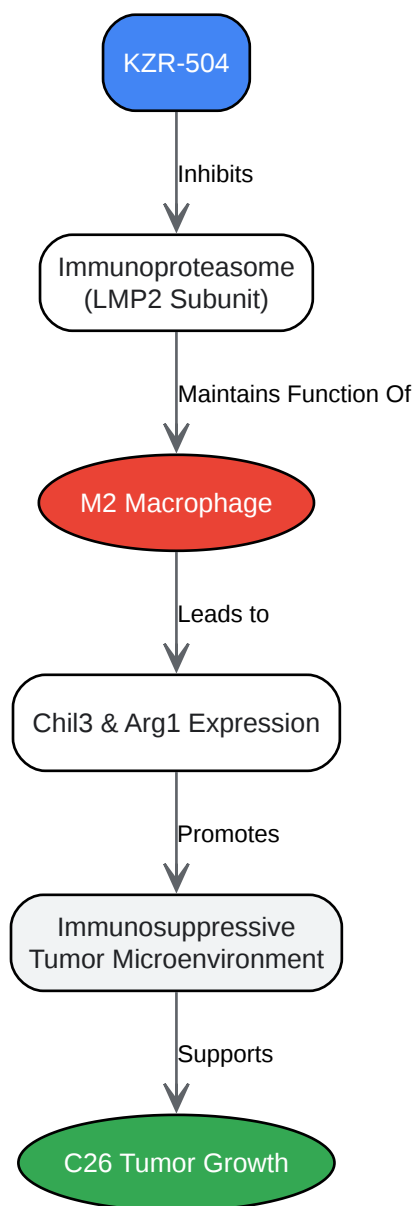 KZR-504
Inhibits
Immunoproteasome
(LMP2 Subunit)
Maintains Function Of
M2 Macrophage
Leads to
Chil3 & Arg1 Expression
Promotes
Immunosuppressive
Tumor Microenvironment
Supports
C26 Tumor Growth